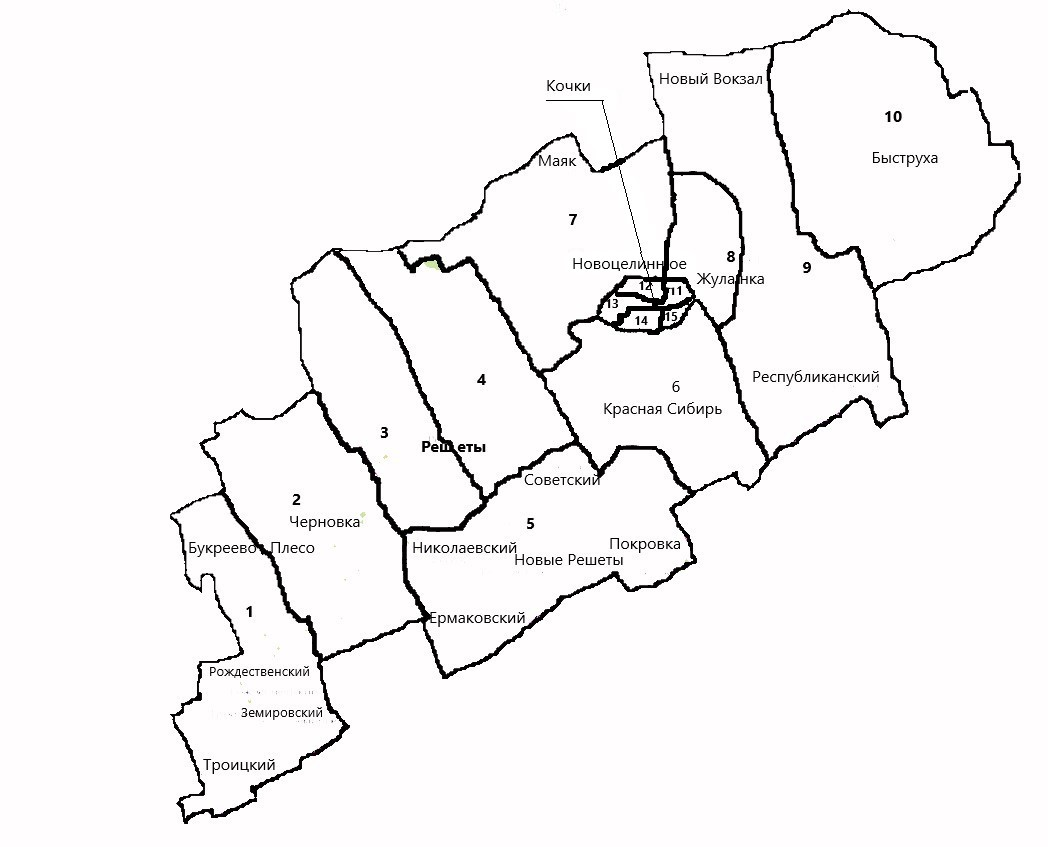 Новый Вокзал
Кочки
10
Быструха
Маяк
7
Новоцелинное
8
Жуланка
9
12
11
13
14
15
Республиканский
4
6
Красная Сибирь
3
Решеты
Советский
2
Черновка
5
Николаевский
Новые Решеты
Покровка
Букреево Плесо
1
Ермаковский
Рождественский
Земировский
Троицкий